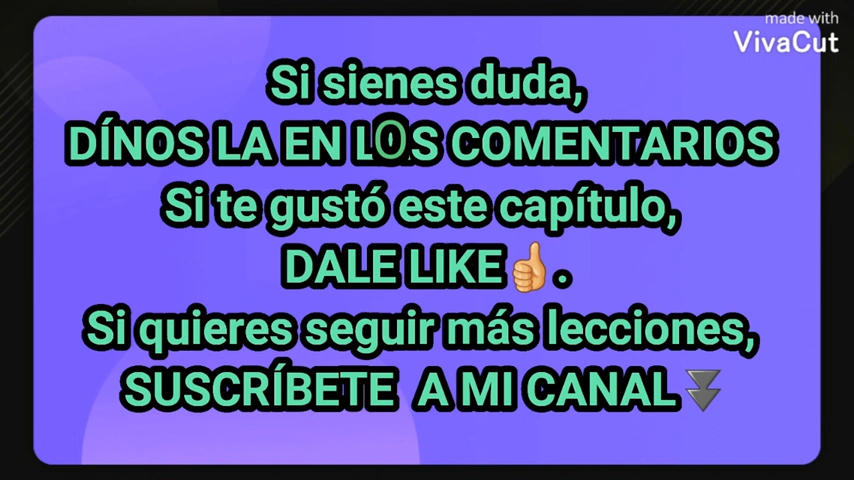 made with
VivaCut
Si sienes duda,
DÍNOS LA EN LOS COMENTARIOS
Si te gustó este capítulo,
DALE LIKE👍.
Si quieres seguir más lecciones,
SUSCRÍBETE A MI CANAL⏬